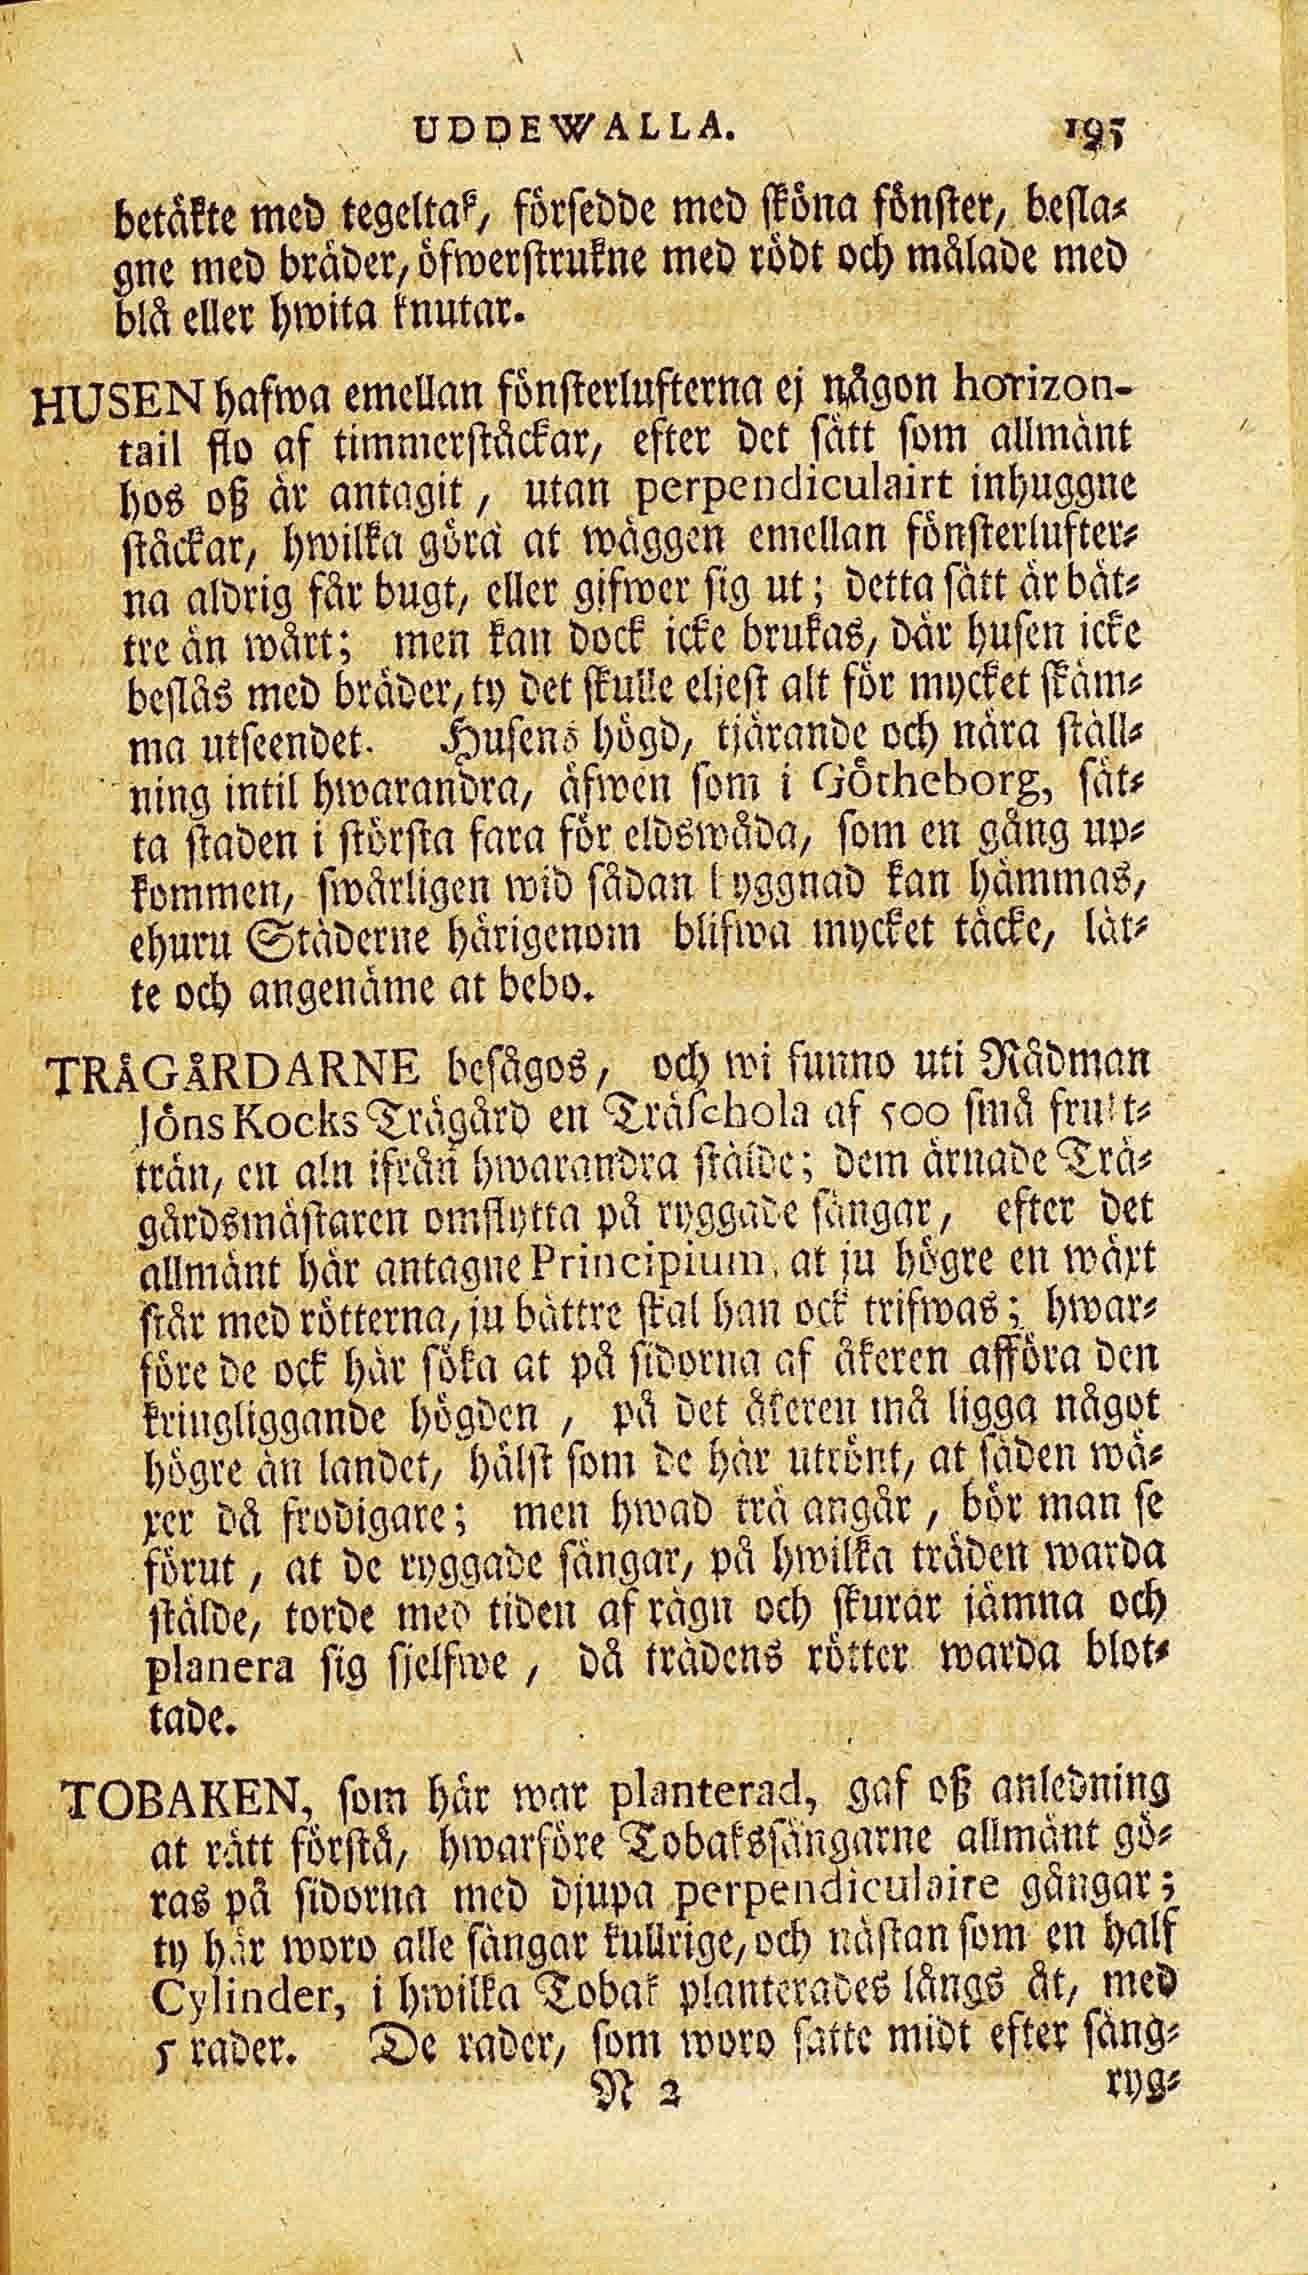 UDDEWALLA. 195
betäkte med tegeltak, försedde med sköna fönster, besla-
gne med bräder, öfwerstrukne med rödt och målade med
blå eller hwita knutar.
HUSEN hafwa emellan fönsterlufterna ej någon horizon-
tail flo af timmerståckar, efter det sätt som allmänt
hos oß är antagit, utan perpendiculairt inhuggne
ståckar, hwilka göra at wäggen emellan fönsterlufter-
na aldrig får bugt, eller gifwer sig ut; detta sätt är bät-
tre än wårt; men kan dock icke brukas, där husen icke
beslås med bräder, ty det skulle eljest alt för mycket skäm-
ma utseendet. Husens högd, tjärande och nära ställ-
ning intil hwarandra, äfwen som i Götheborg, sät-
ta staden i största fara för eldswåda, som en gång up-
kommen, swårligen wid sådan byggnad kan hämmas,
ehuru Städerne härigenom blifwa mycket täcke, lät-
te och angenäme at bebo.
TRÅGÅRDARNE besågos, och wi funno uti Rådman
Jöns Kocks Trägård en Träschola af 500 små frukt-
trän, en aln ifrån hwarandra stälde; dem ärnade Trä-
gårdsmästaren omflytta på ryggade sängar, efter det
allmänt här antagne Principium, at ju högre en wäxt
står med rötterna, ju bättre skal han ock trifwas; hwar-
före de ock här söka at på sidorna af åkeren afföra den
kringliggande högden, på det åkeren må ligga något
högre än landet, hälst som de här utrönt, at säden wä-
xer då frodigare; men hwad trä angår, bör man se
förut, at de ryggade sängar, på hwilka träden warda
stälde, torde med tiden af rägn och skurar jämna och
planera sig sjelfwe, då trädens rötter warda blot-
tade.
TOBAKEN, som här war planterad, gaf oß anledning
at rätt förstå, hwarföre Tobakssängarne allmänt gö-
ras på sidorna med djupa perpendiculaire gångar;
ty här woro alle sängar kullrige, och nästan som en half
Cylinder, i hwilka Tobak planterades långs åt, med
5 rader. De rader, som woro satte midt efter säng-
N 2 ryg-